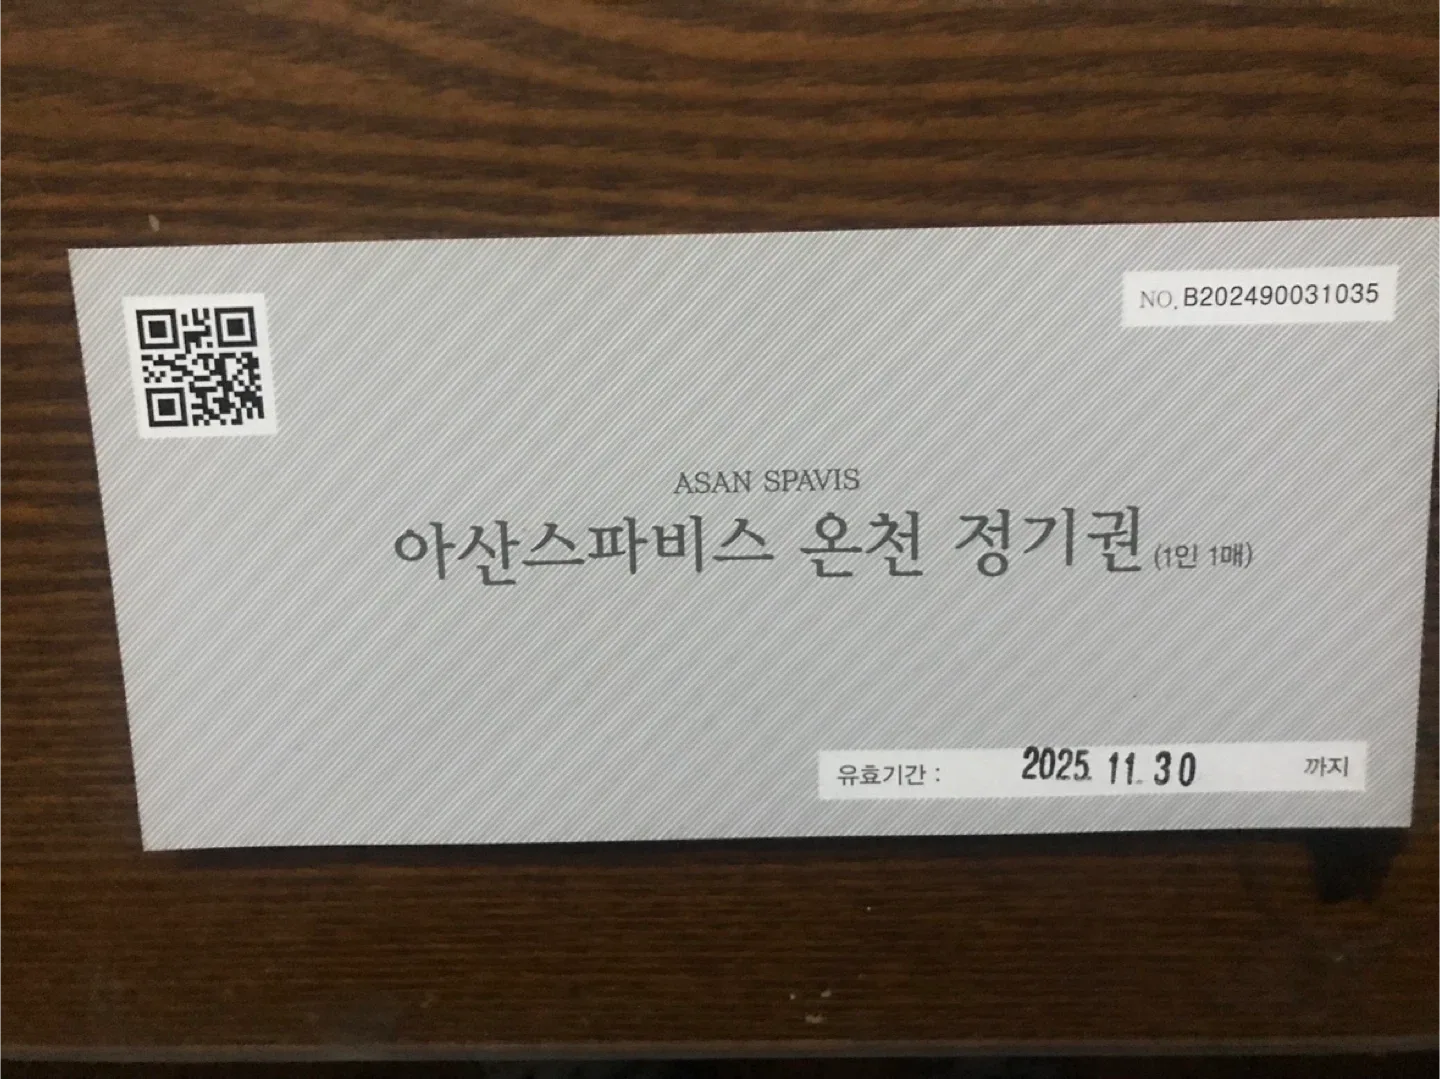 NO. B202490031035
ASAN SPAVIS
아산스파비스 온천 정기권 (1인 1매)
유효기간 : 2025. 11. 30 까지